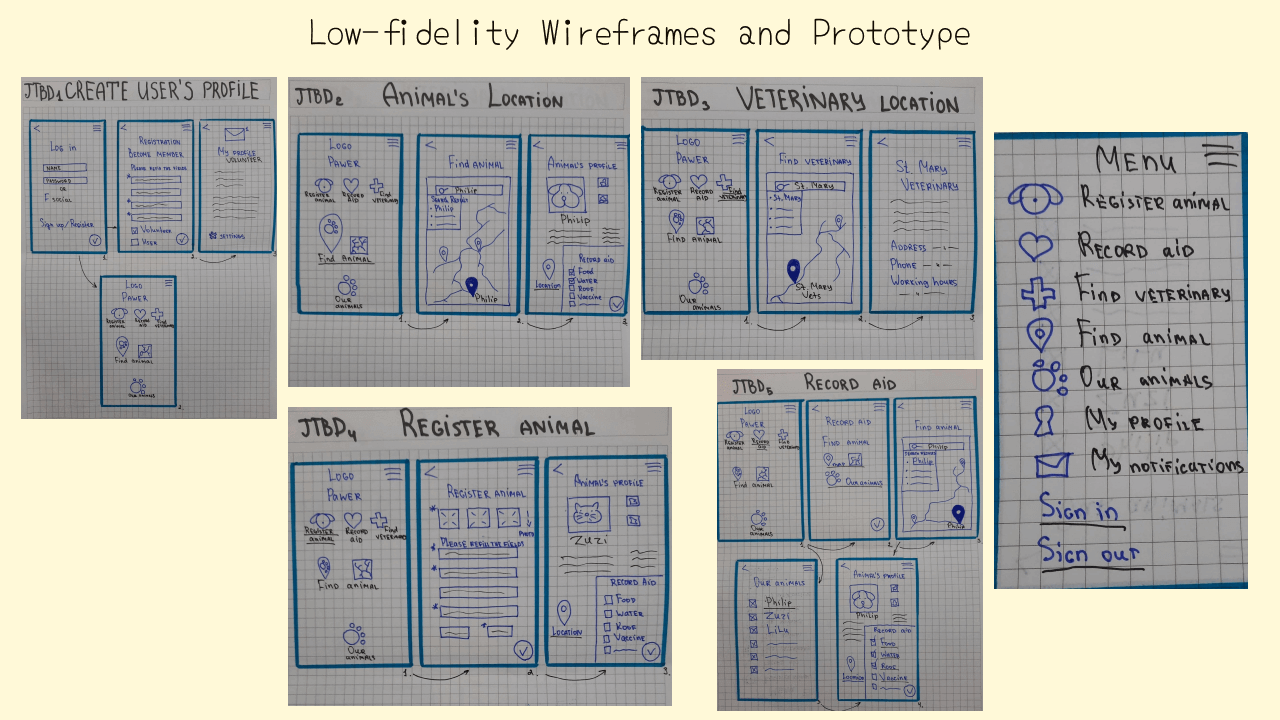 Low-fidelity Wireframes and Prototype
JTBD1 CREATE USER'S PROFILE
LOG IN
NAME
PASSWORD
OR
Sign up/Register
1.
REGISTRATION
BECOME MEMBER
PLEASE REFILL THE FIELDS
Volunteer
USER
2.
MY PROFILE
VOLUNTEER
SETTINGS
3.
LOGO
PAWER
REGISTER ANIMAL
RECORD AID
FIND VETERINARY
Find animal
OUR ANIMALS
2.
JTBD2 ANIMAL'S LOCATION
LOGO
PAWER
REGISTER ANIMAL
RECORD AID
Find VETERINARY
Find ANIMAL
OUR ANIMALS
1.
Find ANIMAL
Philip
Philip
Philip
2.
ANIMAL'S PROFILE
PHILIP
LOCATION
RECORD AID
FOOD
WATER
ROOF
VACCINE
3.
JTBD3 VETERINARY LOCATION
LOGO
PAWER
REGISTER ANIMAL
RECORD AID
Find VETERINARY
FIND ANIMAL
OUR ANIMALS
1.
FIND VETERINARY
St. MARY
St. MARY
St. MARY
Vets
2.
St. MARY
VETERINARY
ADDRESS
PHONE
WORKING HOURS
3.
JTBD4 REGISTER ANIMAL
LOGO
PAWER
REGISTER ANIMAL
RECORD AID
Find VETERINARY
Find ANIMAL
OUR ANIMALS
1.
REGISTER ANIMAL
PHOTO
PLEASE REFILL THE FIELDS
2.
ANIMAL'S PROFILE
ZUZI
LOCATION
RECORD AID
FOOD
WATER
ROOF
VACCINE
3.
JTBD5 RECORD AID
LOGO
PAWER
REGISTER ANIMAL
RECORD AID
FIND VETERINARY
Find ANIMAL
OUR ANIMALS
1.
RECORD AID
FIND ANIMAL
MAP
OUR ANIMALS
2.
FIND ANIMAL
Philip
Philip
Philip
3.
OUR ANIMALS
Philip
ZUZI
LILU
ANIMAL'S PROFILE
PHILIP
LOCATION
RECORD AID
FOOD
WATER
ROOF
VACCINE
4.
MENU
REGISTER ANIMAL
RECORD AID
FIND VETERINARY
FIND ANIMAL
OUR ANIMALS
MY PROFILE
MY NOTIFICATIONS
Sign in
Sign out